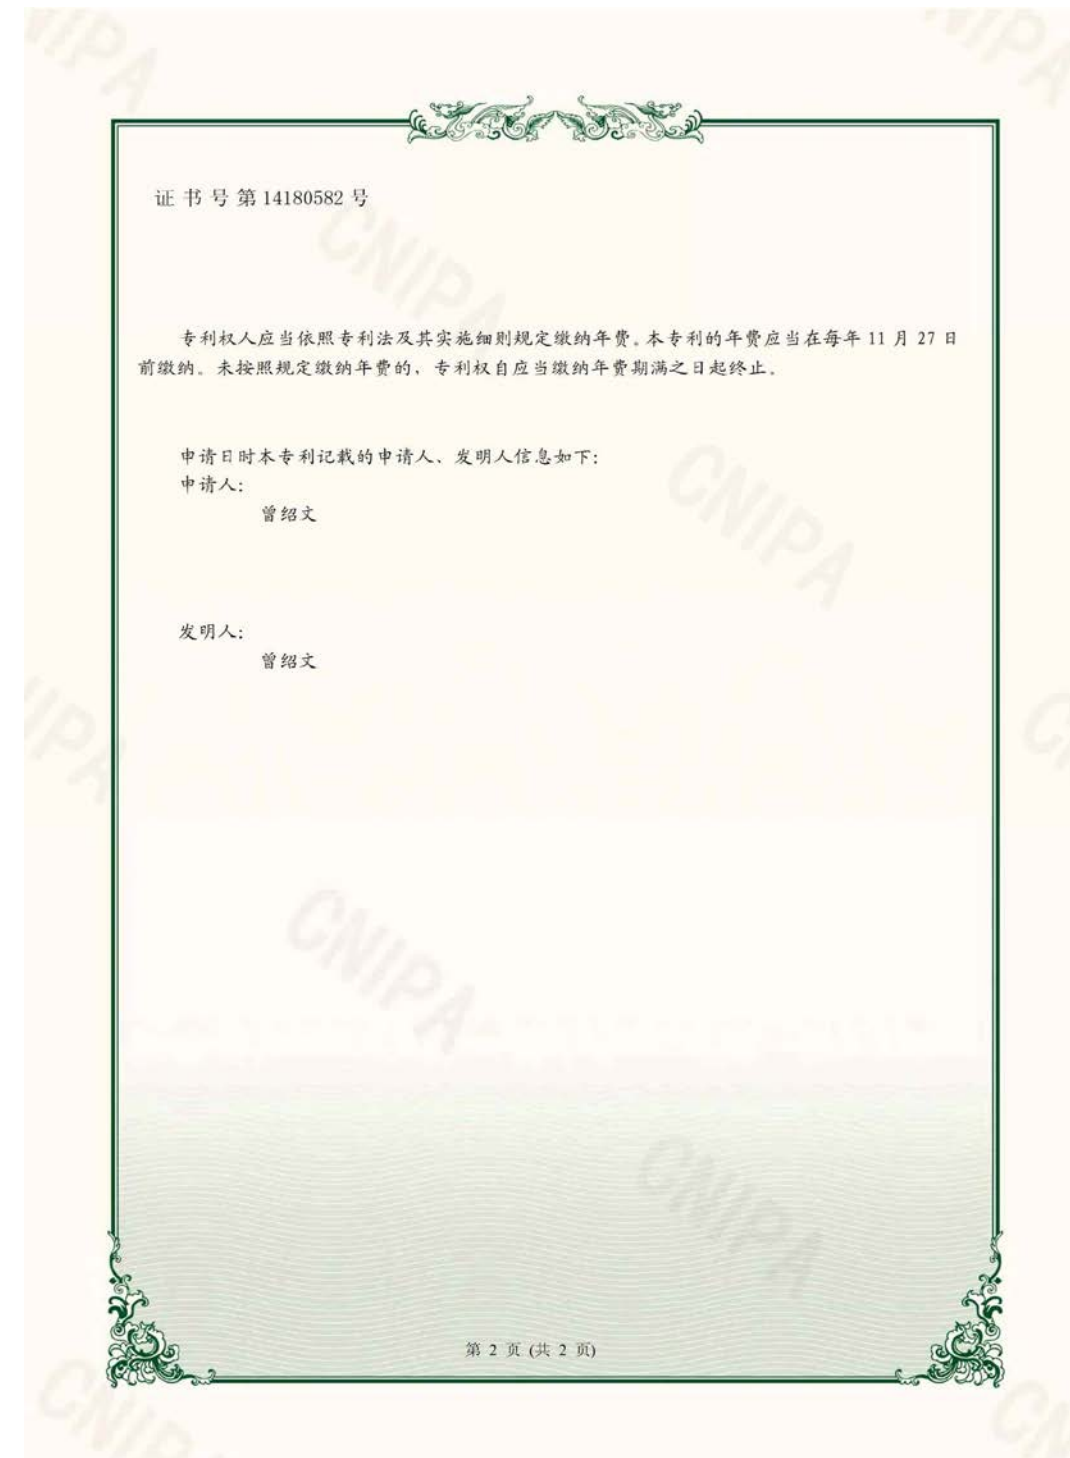 证书号第14180582号
专利权人应当依照专利法及其实施细则规定缴纳年费。本专利的年费应当在每年 11 月 27 日
前缴纳。未按照规定缴纳年费的，专利权自应当缴纳年费期满之日起终止。
申请日时本专利记载的申请人、发明人信息如下：
申请人：
曾绍文
发明人：
曾绍文
第 2 页 (共 2 页)
CNIPA
CNIPA
CNIPA
CNIPA